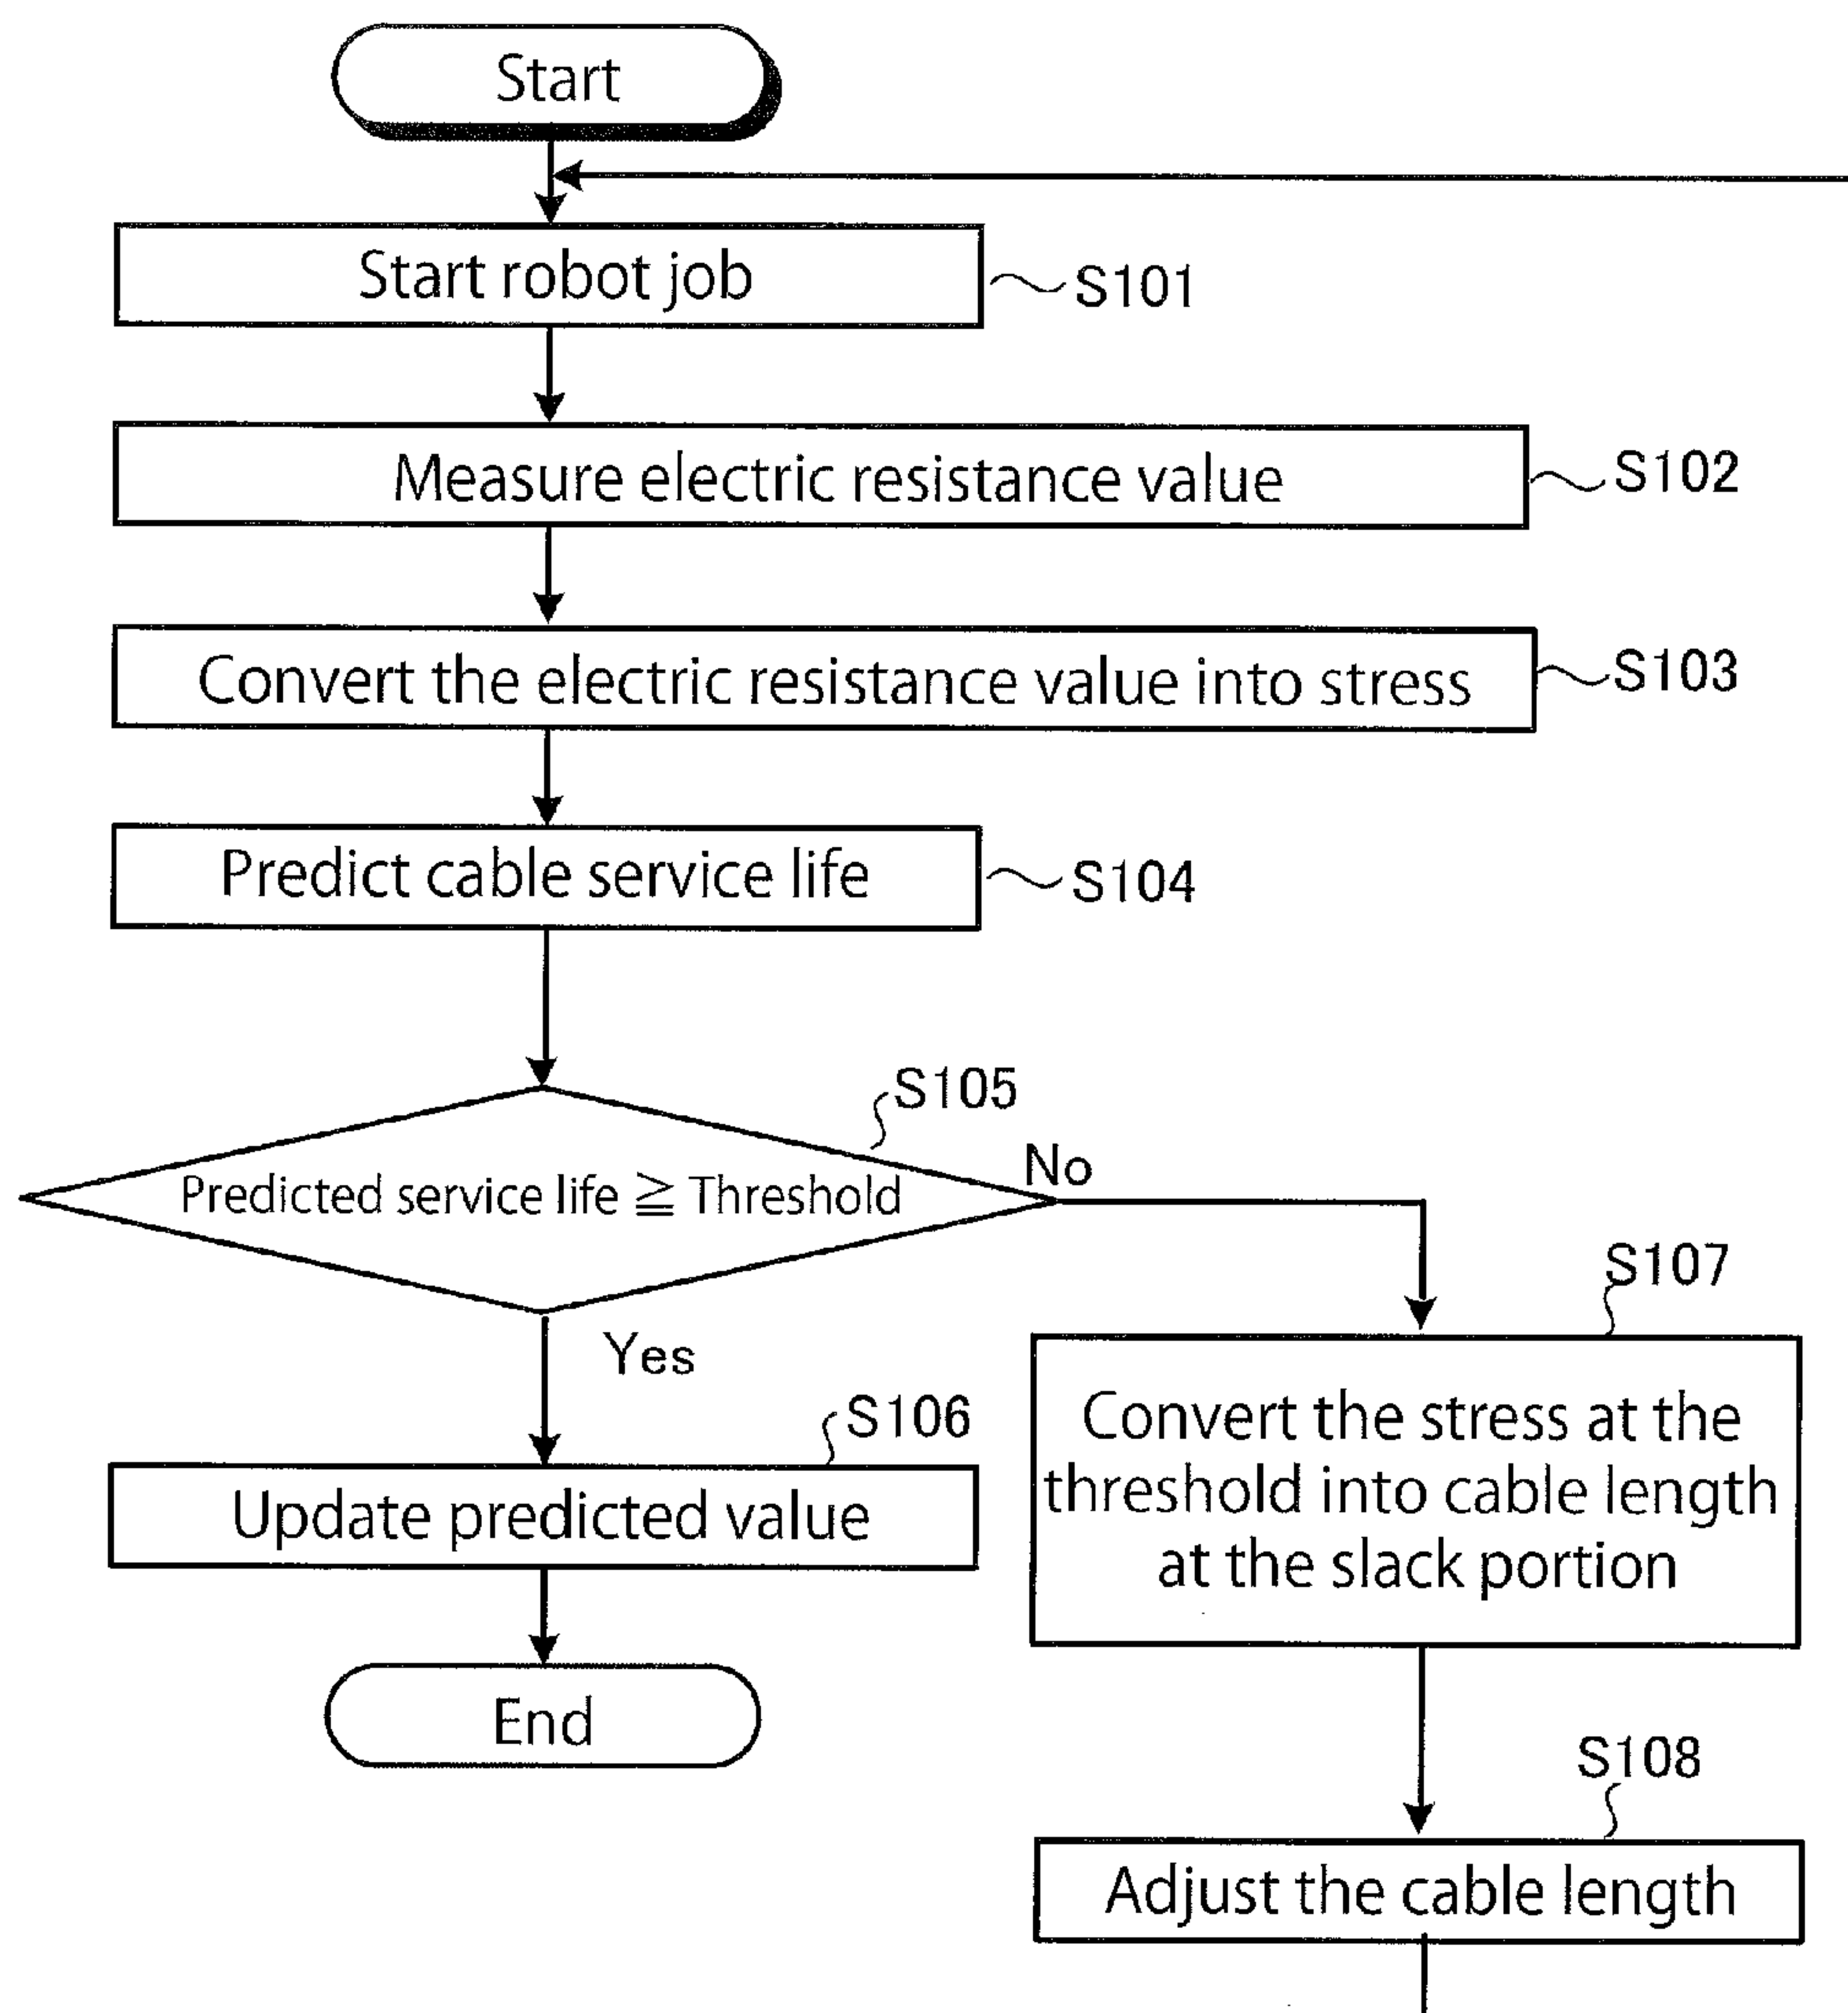 Start
Start robot job
S101
Measure electric resistance value
S102
Convert the electric resistance value into stress
S103
Predict cable service life
S104
S105
Predicted service life ≧ Threshold
No
Yes
S106
Update predicted value
End
S107
Convert the stress at the
threshold into cable length
at the slack portion
S108
Adjust the cable length